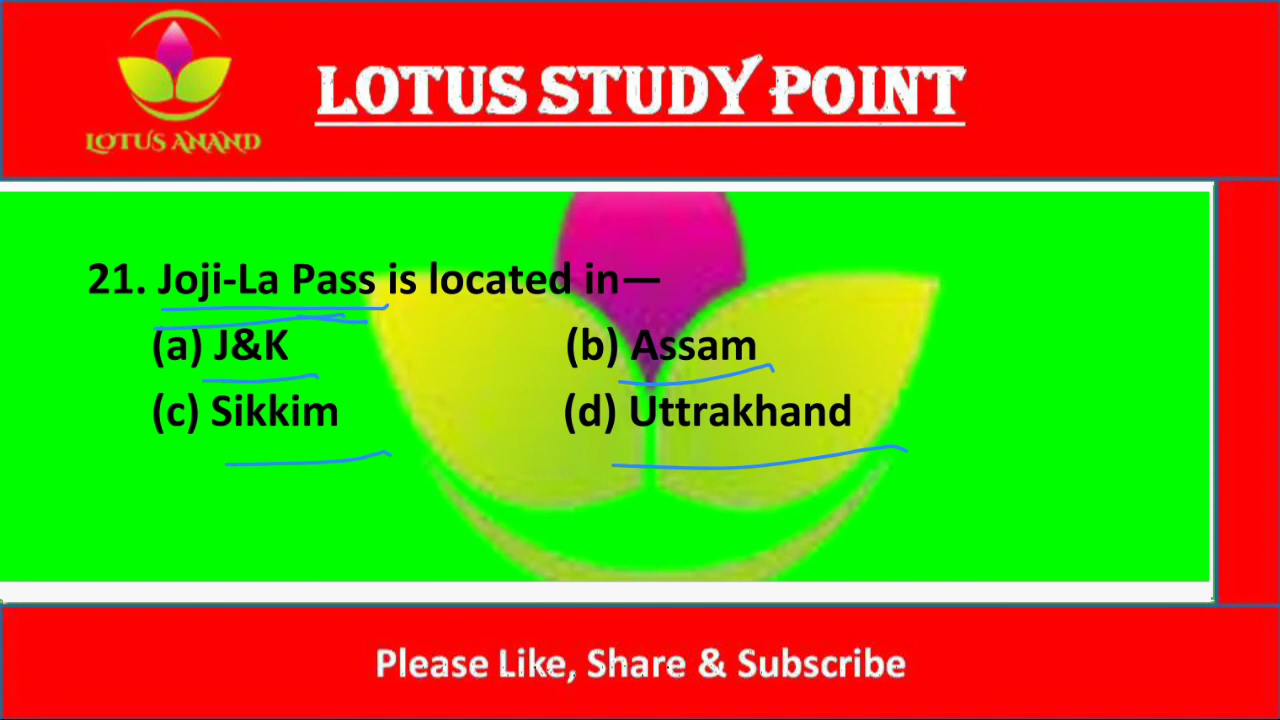 LOTUS STUDY POINT
LOTUS ANAND
21. Joji-La Pass is located in—
(a) J&K (b) Assam
(c) Sikkim (d) Uttrakhand
Please Like, Share & Subscribe